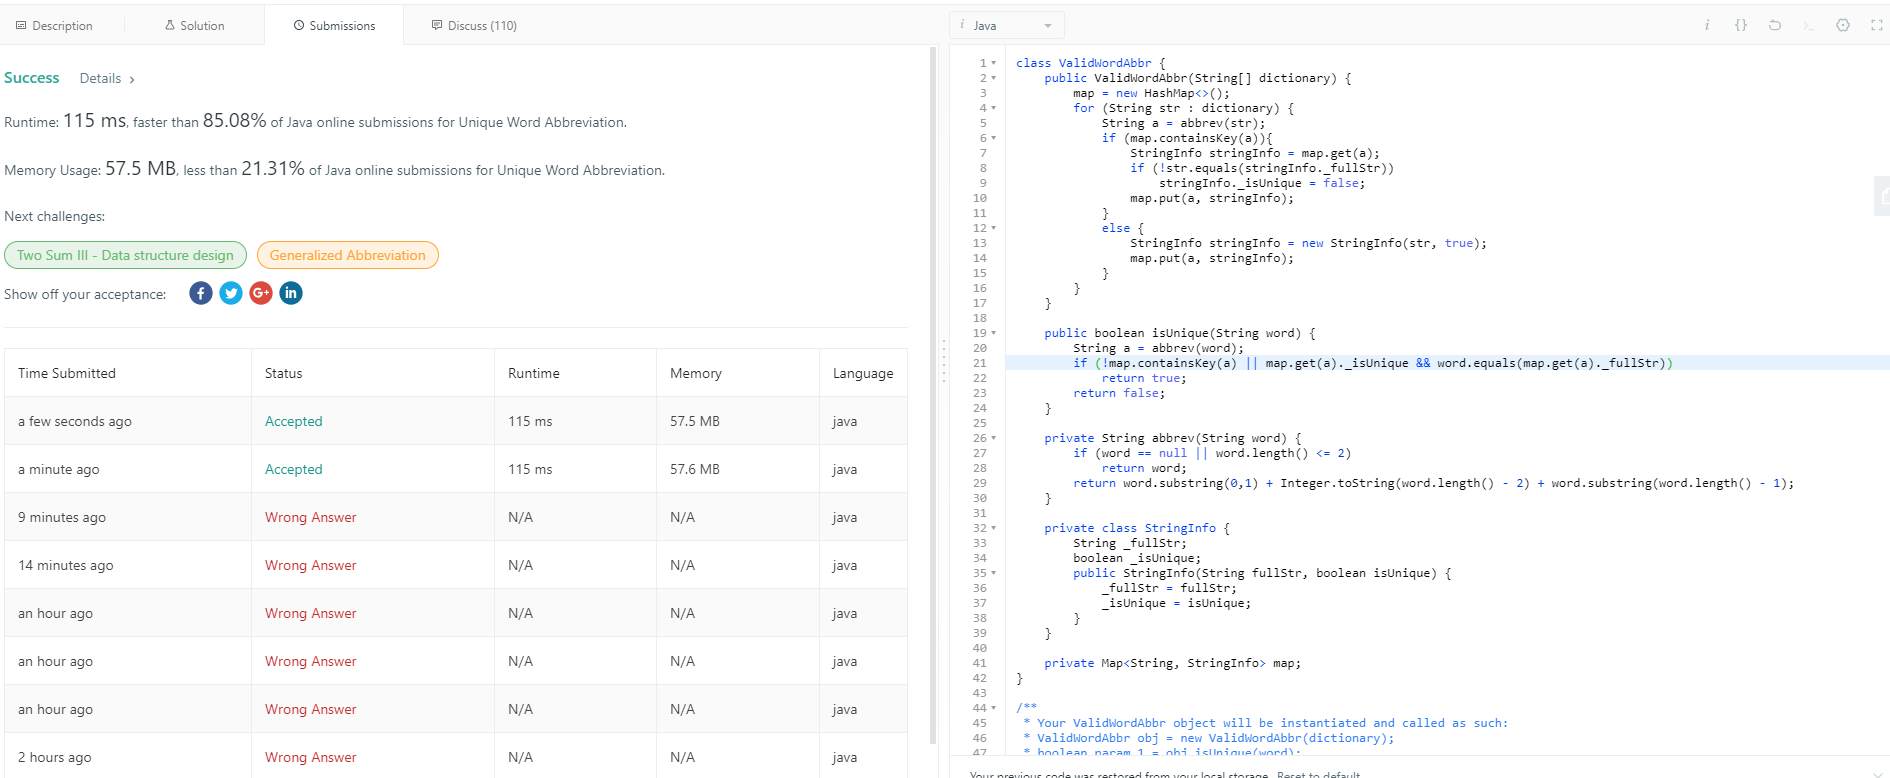 Description
Solution
Submissions
Discuss (110)
Success
Details ›
Runtime: 115 ms, faster than 85.08% of Java online submissions for Unique Word Abbreviation.
Memory Usage: 57.5 MB, less than 21.31% of Java online submissions for Unique Word Abbreviation.
Next challenges:
Two Sum III - Data structure design
Generalized Abbreviation
Show off your acceptance:
f
G+
in
Time Submitted Status Runtime Memory Language
a few seconds ago Accepted 115 ms 57.5 MB java
a minute ago Accepted 115 ms 57.6 MB java
9 minutes ago Wrong Answer N/A N/A java
14 minutes ago Wrong Answer N/A N/A java
an hour ago Wrong Answer N/A N/A java
an hour ago Wrong Answer N/A N/A java
an hour ago Wrong Answer N/A N/A java
2 hours ago Wrong Answer N/A N/A java
i Java
i {}
1 class ValidWordAbbr {
2     public ValidWordAbbr(String[] dictionary) {
3         map = new HashMap<>();
4         for (String str : dictionary) {
5             String a = abbrev(str);
6             if (map.containsKey(a)){
7                 StringInfo stringInfo = map.get(a);
8                 if (!str.equals(stringInfo._fullStr))
9                     stringInfo._isUnique = false;
10                 map.put(a, stringInfo);
11             }
12             else {
13                 StringInfo stringInfo = new StringInfo(str, true);
14                 map.put(a, stringInfo);
15             }
16         }
17     }
18
19     public boolean isUnique(String word) {
20         String a = abbrev(word);
21         if (!map.containsKey(a) || map.get(a)._isUnique && word.equals(map.get(a)._fullStr))
22             return true;
23         return false;
24     }
25
26     private String abbrev(String word) {
27         if (word == null || word.length() <= 2)
28             return word;
29         return word.substring(0,1) + Integer.toString(word.length() - 2) + word.substring(word.length() - 1);
30     }
31
32     private class StringInfo {
33         String _fullStr;
34         boolean _isUnique;
35         public StringInfo(String fullStr, boolean isUnique) {
36             _fullStr = fullStr;
37             _isUnique = isUnique;
38         }
39     }
40
41     private Map<String, StringInfo> map;
42 }
43
44 /**
45  * Your ValidWordAbbr object will be instantiated and called as such:
46  * ValidWordAbbr obj = new ValidWordAbbr(dictionary);
47  * boolean param_1 = obj.isUnique(word);
Your previous code was restored from your local storage. Reset to default